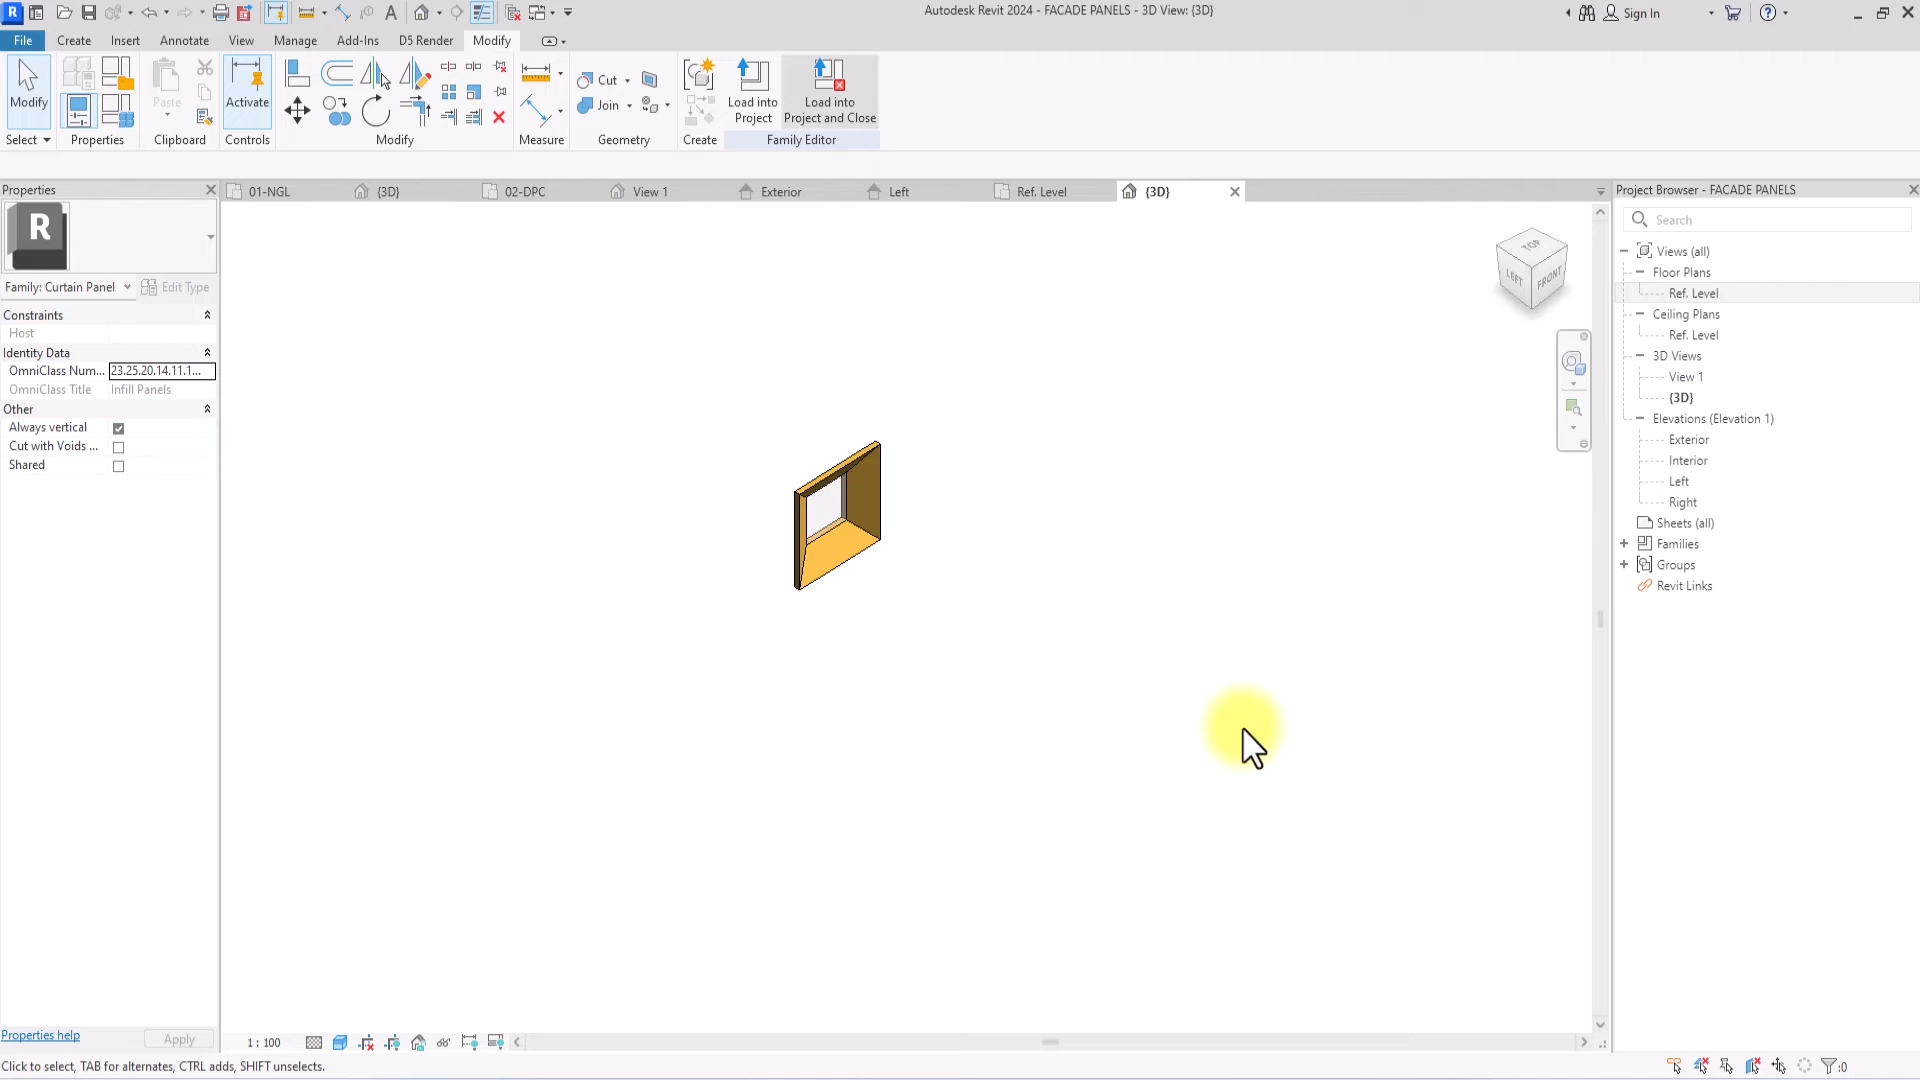 Autodesk Revit 2024 - FACADE PANELS - 3D View: {3D}
Sign In
File
Create
Insert
Annotate
View
Manage
Add-Ins
D5 Render
Modify
Modify
Paste
Activate
Cut
Join
Load into
Project
Load into
Project and Close
Select
Properties
Clipboard
Controls
Modify
Measure
Geometry
Create
Family Editor
Properties
R
Family: Curtain Panel
Edit Type
Constraints
Host
Identity Data
OmniClass Num...
23.25.20.14.11.1...
OmniClass Title
Infill Panels
Other
Always vertical
Cut with Voids ...
Shared
Properties help
Apply
01-NGL
{3D}
02-DPC
View 1
Exterior
Left
Ref. Level
{3D}
TOP
LEFT
FRONT
Project Browser - FACADE PANELS
Search
Views (all)
Floor Plans
Ref. Level
Ceiling Plans
Ref. Level
3D Views
View 1
{3D}
Elevations (Elevation 1)
Exterior
Interior
Left
Right
Sheets (all)
Families
Groups
Revit Links
1 : 100
Click to select, TAB for alternates, CTRL adds, SHIFT unselects.
:0